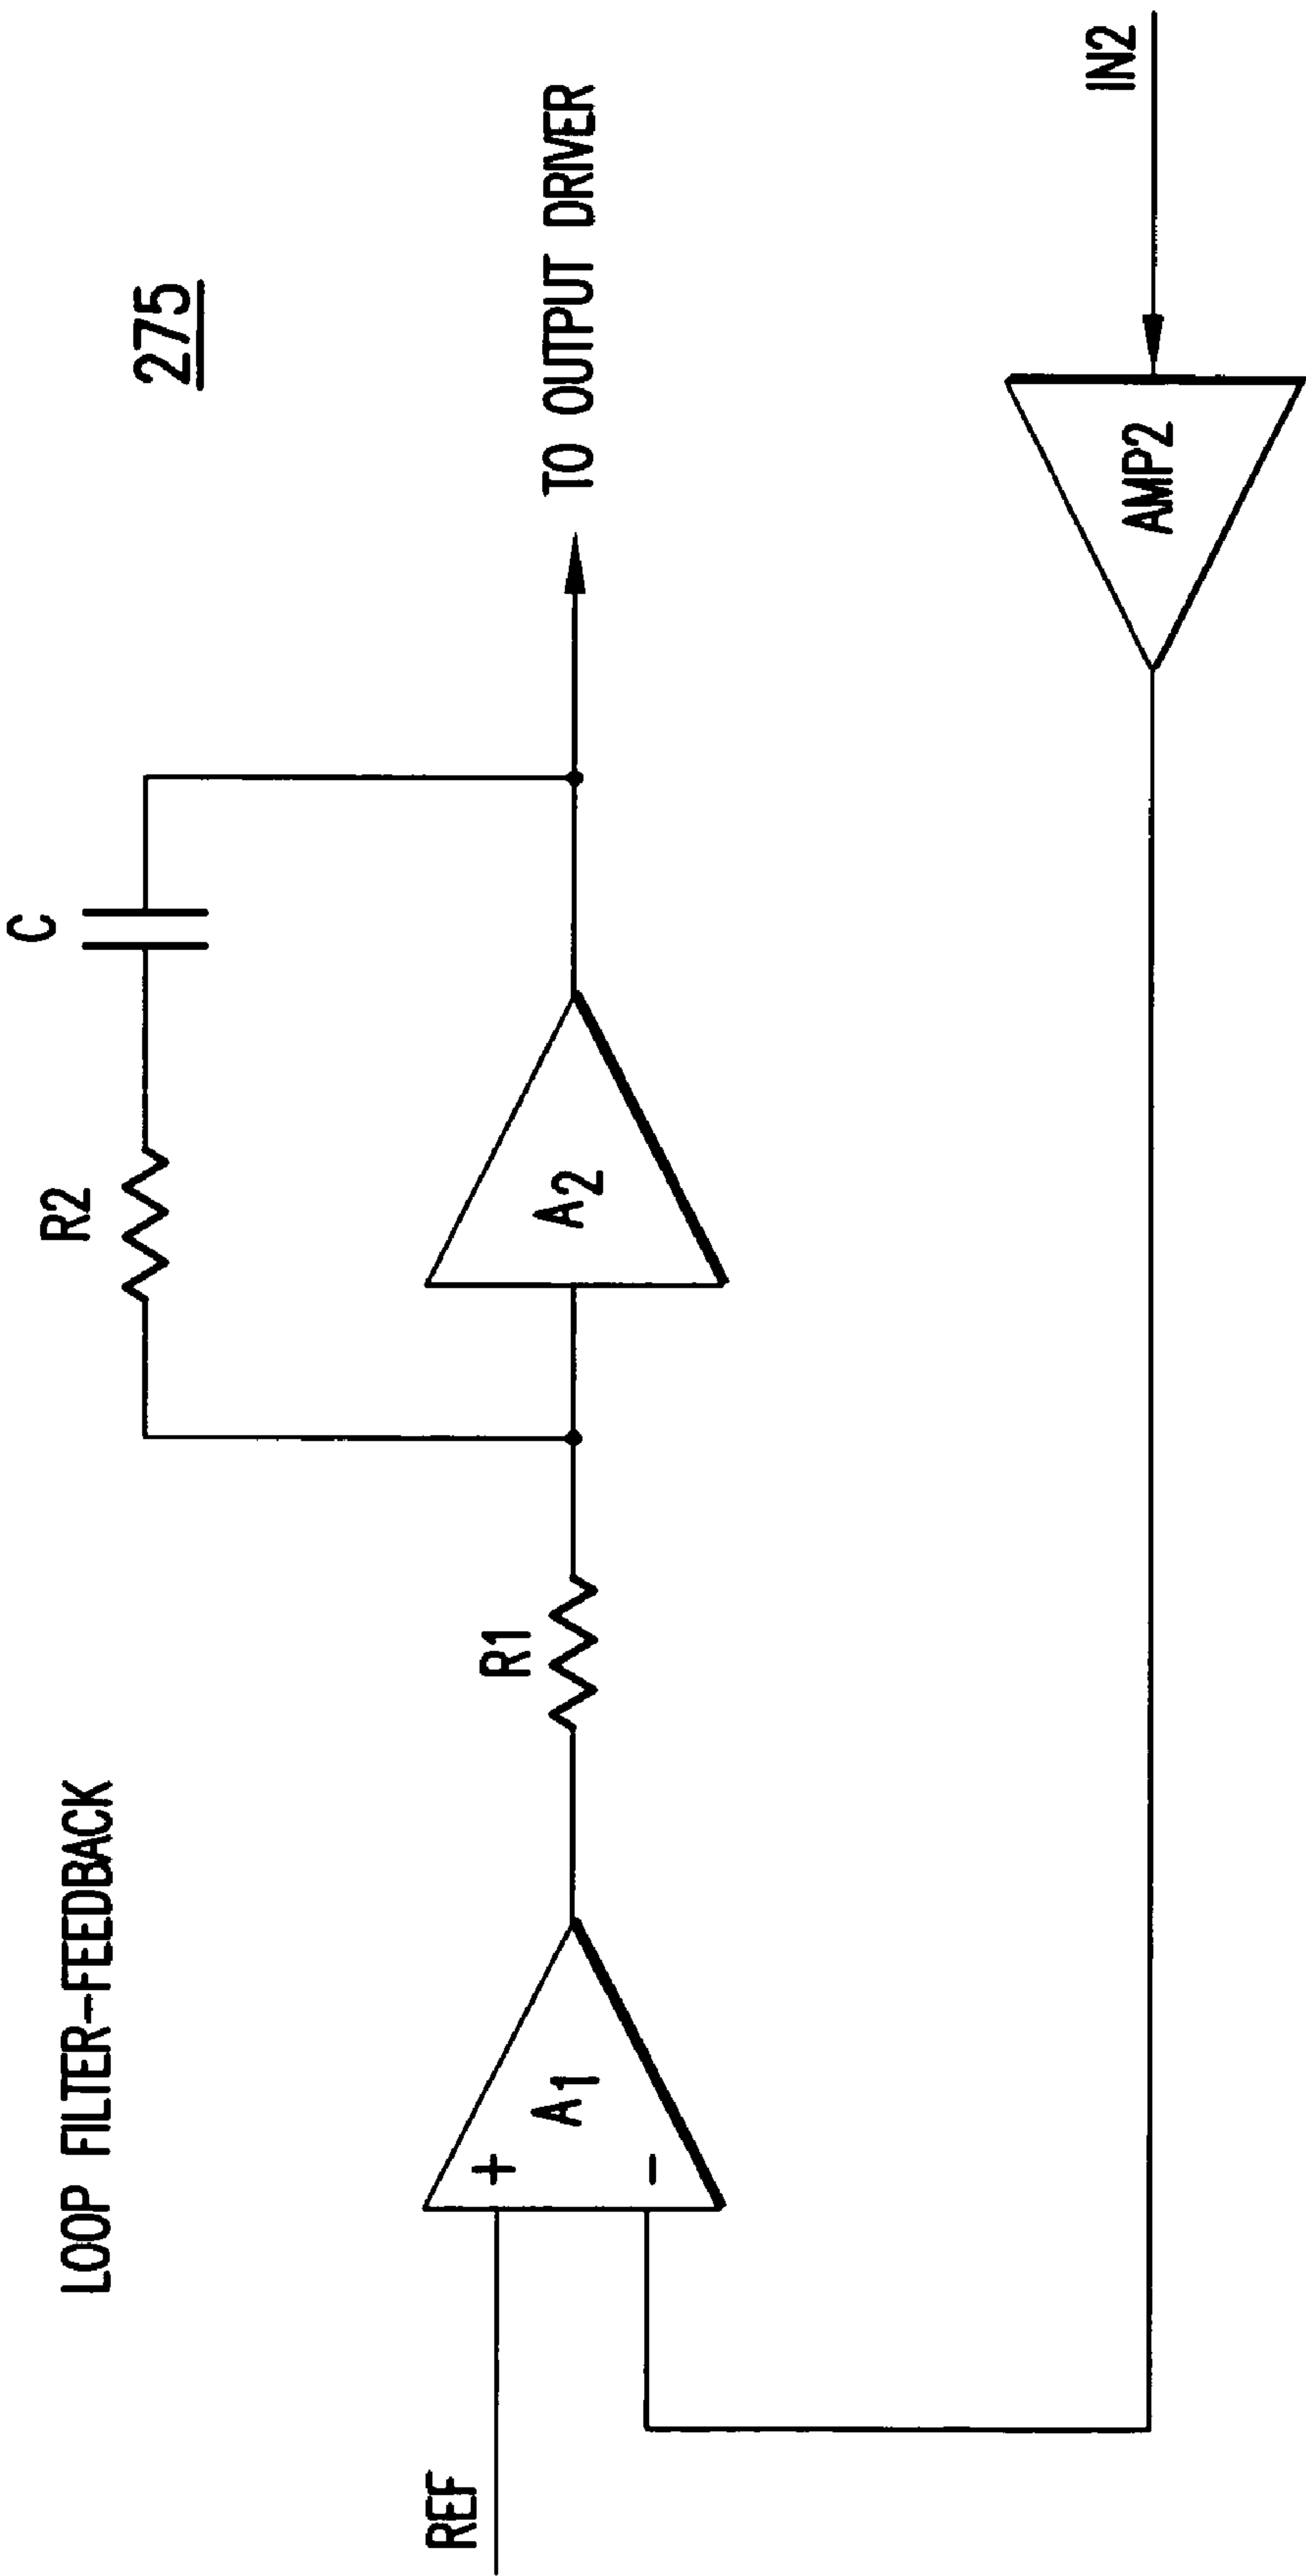 LOOP FILTER-FEEDBACK
275
R2
C
REF
+
-
A1
R1
A2
TO OUTPUT DRIVER
AMP2
IN2